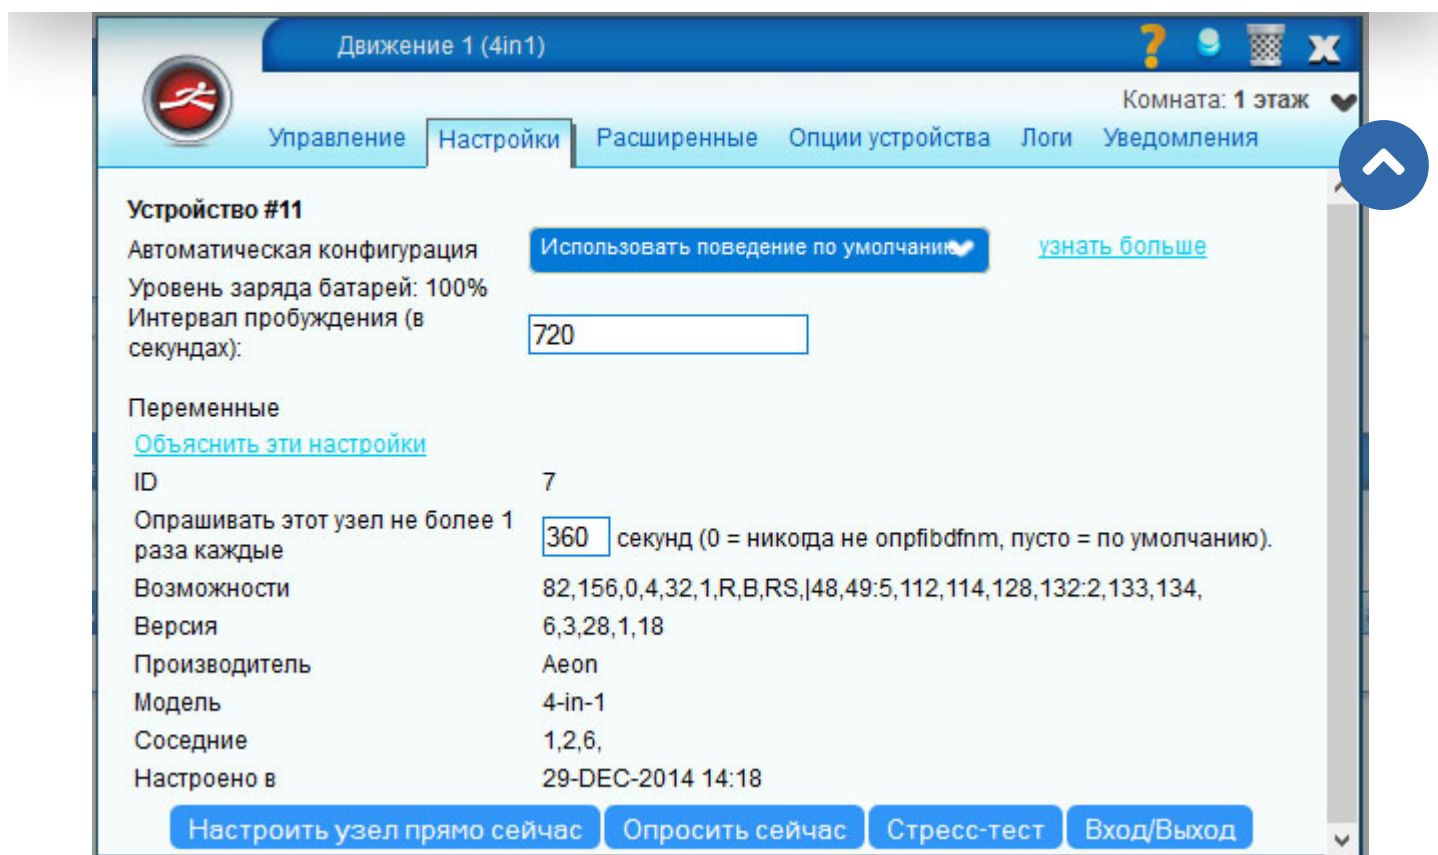 Движение 1 (4in1)
Комната: 1 этаж
Управление Настройки Расширенные Опции устройства Логи Уведомления
Устройство #11
Автоматическая конфигурация Использовать поведение по умолчанию узнать больше
Уровень заряда батарей: 100%
Интервал пробуждения (в
секундах): 720
Переменные
Объяснить эти настройки
ID 7
Опрашивать этот узел не более 1
раза каждые 360 секунд (0 = никогда не опрfibdfnm, пусто = по умолчанию).
Возможности 82,156,0,4,32,1,R,B,RS,|48,49:5,112,114,128,132:2,133,134,
Версия 6,3,28,1,18
Производитель Aeon
Модель 4-in-1
Соседние 1,2,6,
Настроено в 29-DEC-2014 14:18
Настроить узел прямо сейчас Опросить сейчас Стресс-тест Вход/Выход